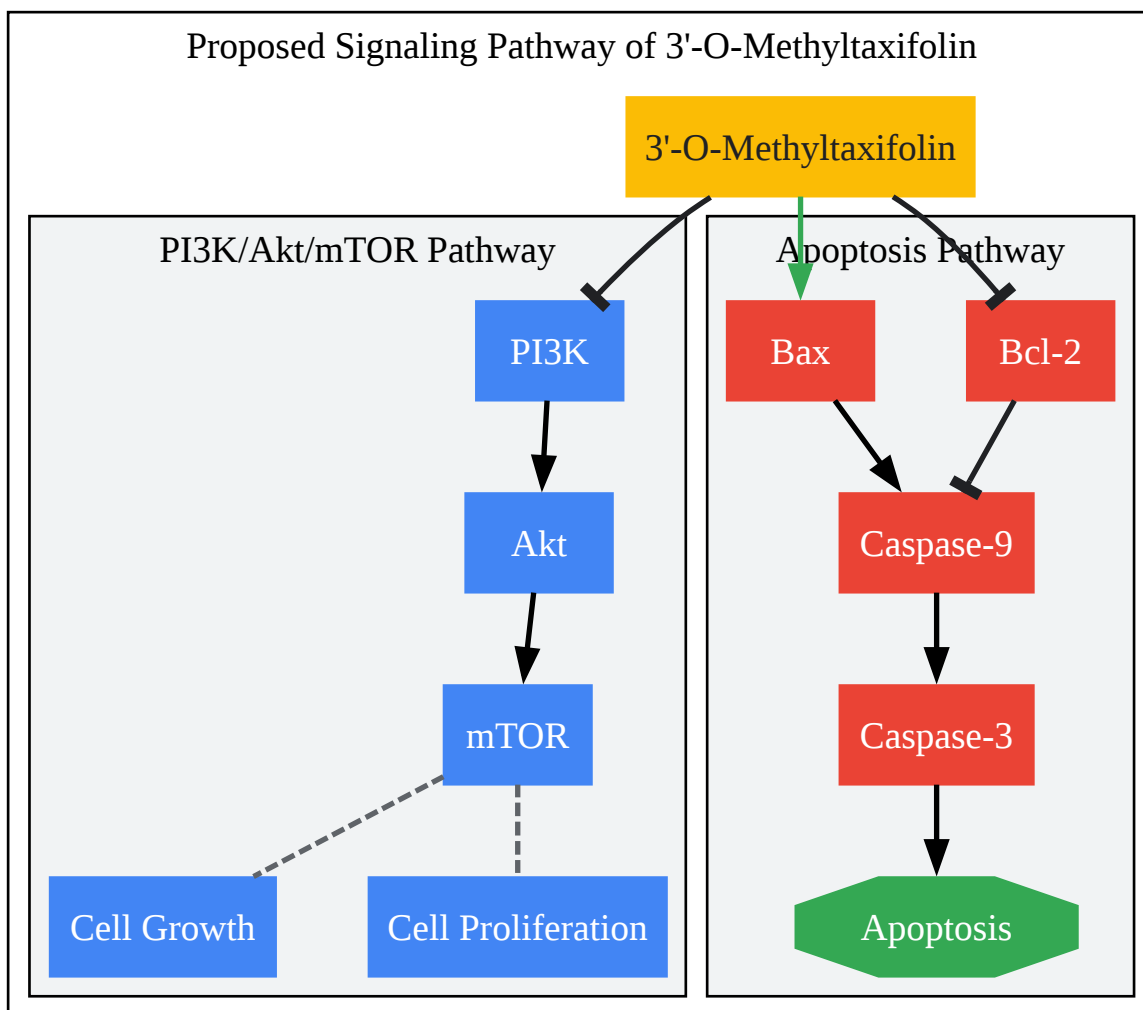 Proposed Signaling Pathway of 3'-O-Methyltaxifolin
3'-O-Methyltaxifolin
PI3K/Akt/mTOR Pathway
Apoptosis Pathway
PI3K
Bax
Bcl-2
Akt
Caspase-9
mTOR
Caspase-3
Cell Growth
Cell Proliferation
Apoptosis